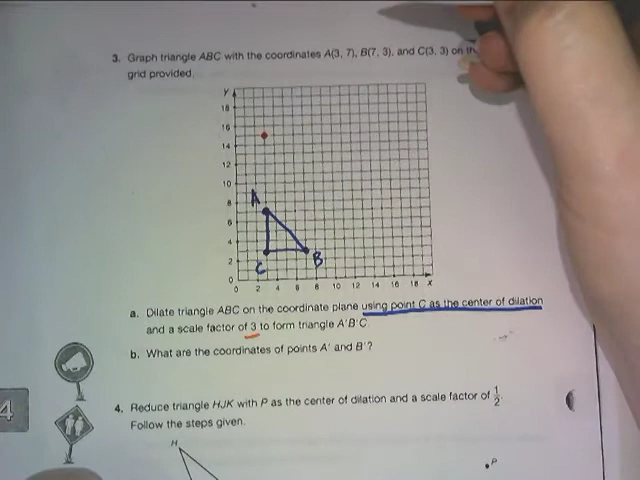 3. Graph triangle ABC with the coordinates A(3, 7), B(7, 3), and C(3, 3) on
grid provided.
y
18
16
14
12
10
8
6
4
2
0
0 2 4 6 8 10 12 14 16 18 x
A
B
C
a. Dilate triangle ABC on the coordinate plane using point C as the center of dilation
and a scale factor of 3 to form triangle A'B'C.
b. What are the coordinates of points A' and B'?
4
4. Reduce triangle HJK with P as the center of dilation and a scale factor of 1/2.
Follow the steps given.
H
P